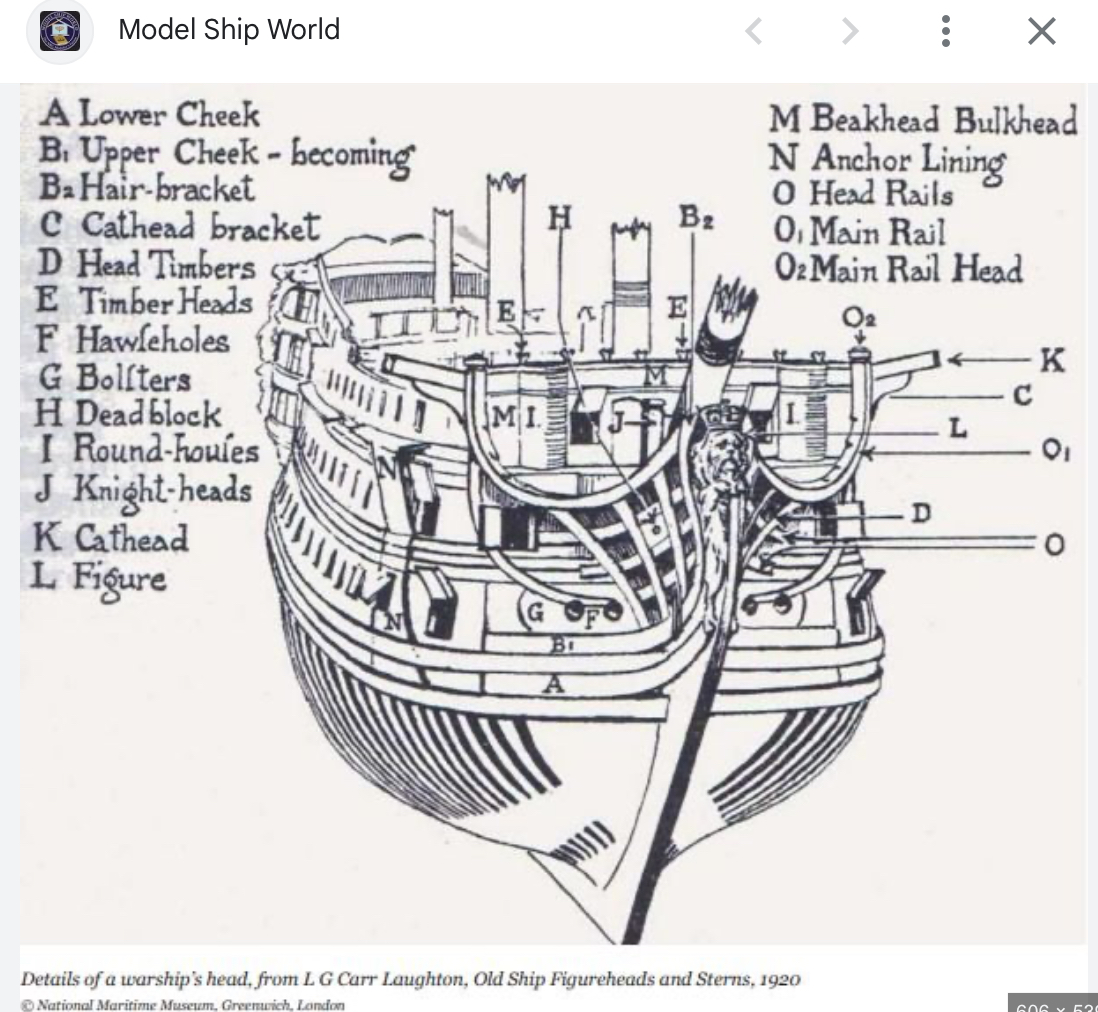 Model Ship World
A Lower Cheek
B1 Upper Cheek - becoming
B2 Hair-bracket
C Cathead bracket
D Head Timbers
E Timber Heads
F Hawſeholes
G Bolſters
H Deadblock
I Round-houſes
J Knight-heads
K Cathead
L Figure
M Beakhead Bulkhead
N Anchor Lining
O Head Rails
O1 Main Rail
O2 Main Rail Head
H
B2
E
E
O2
K
M
C
M I.
J
I.
L
O1
N
D
O
G
F
N
B1
A
Details of a warship's head, from L G Carr Laughton, Old Ship Figureheads and Sterns, 1920
© National Maritime Museum, Greenwich, London